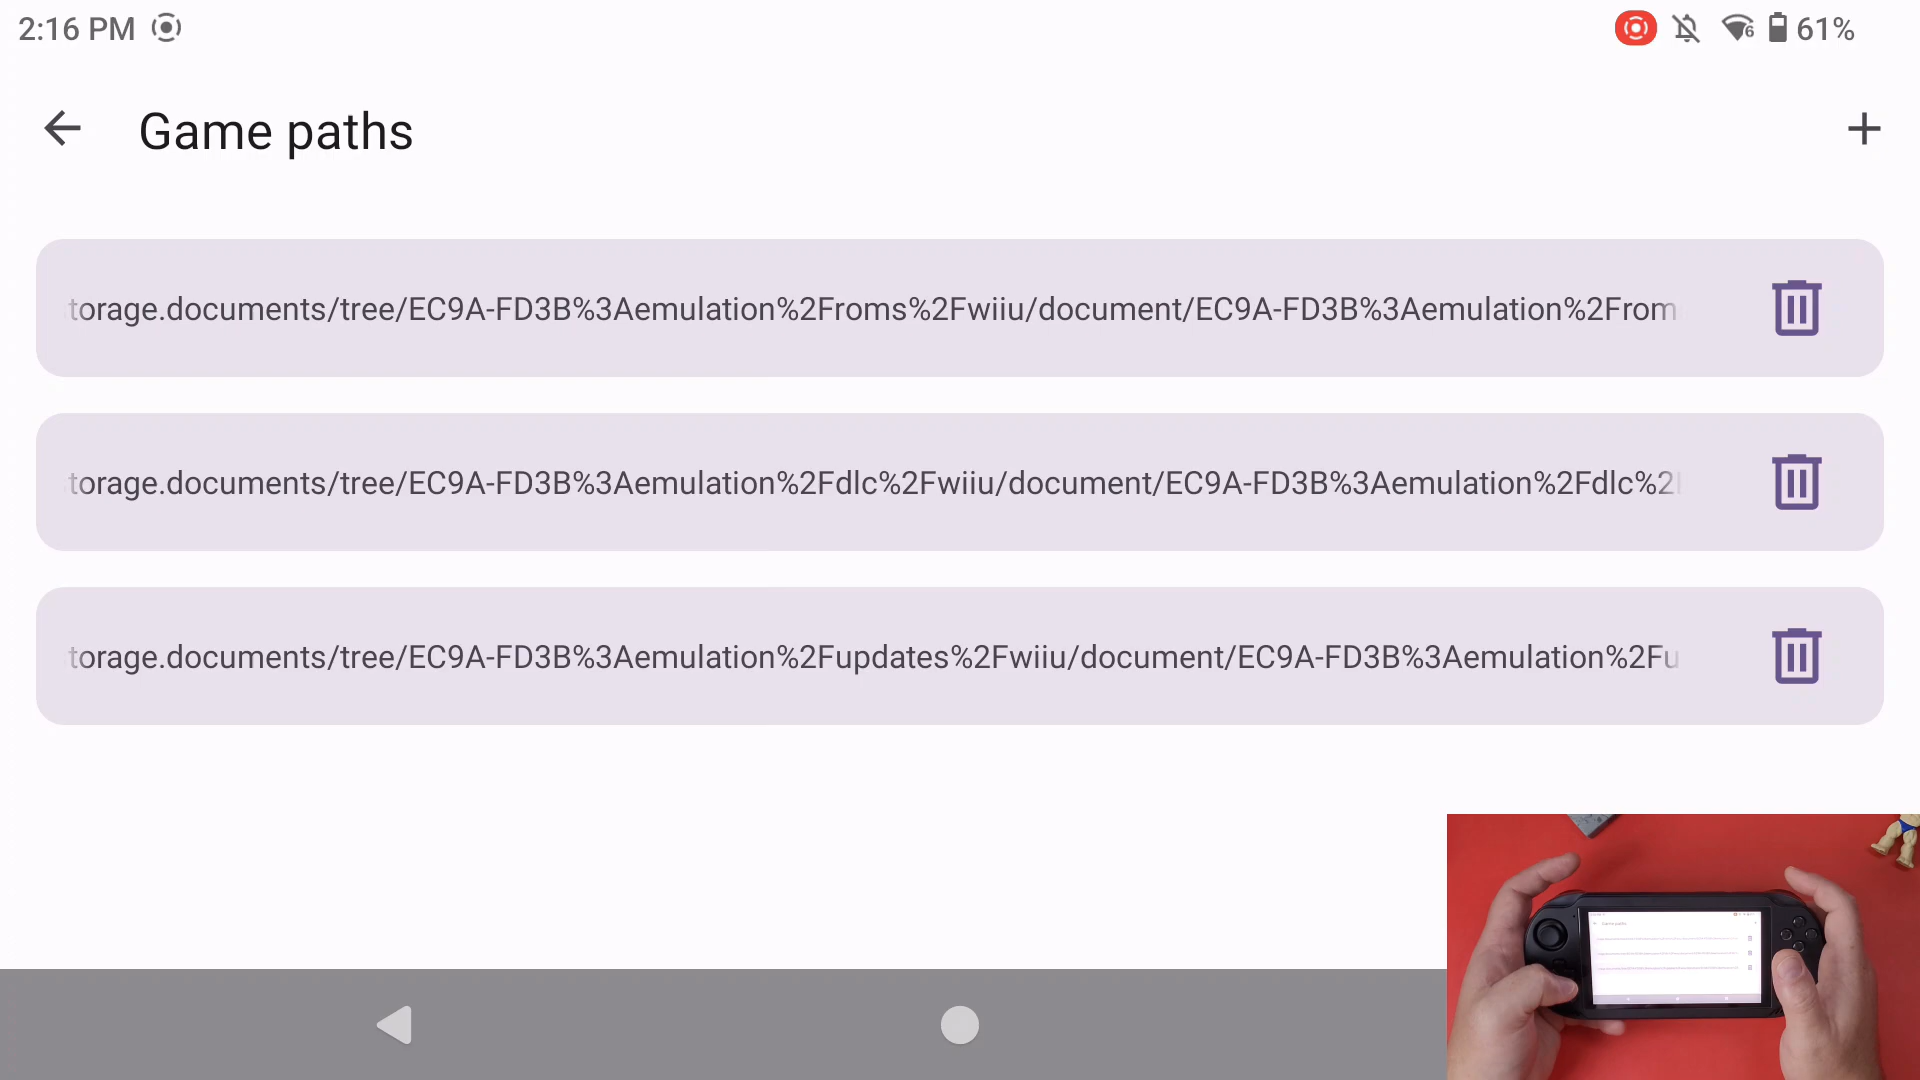 2:16 PM
6 61%
Game paths
torage.documents/tree/EC9A-FD3B%3Aemulation%2Froms%2Fwiiu/document/EC9A-FD3B%3Aemulation%2From
torage.documents/tree/EC9A-FD3B%3Aemulation%2Fdlc%2Fwiiu/document/EC9A-FD3B%3Aemulation%2Fdlc%2
torage.documents/tree/EC9A-FD3B%3Aemulation%2Fupdates%2Fwiiu/document/EC9A-FD3B%3Aemulation%2Fu